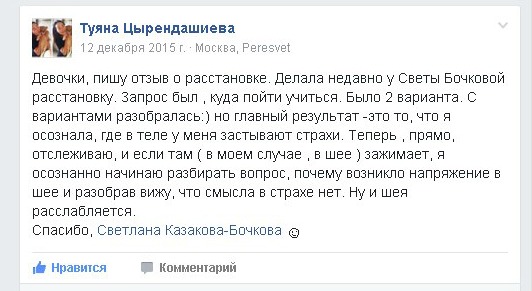 Туяна Цырендашиева
12 декабря 2015 г. · Москва, Peresvet
Девочки, пишу отзыв о расстановке. Делала недавно у Светы Бочковой
расстановку. Запрос был , куда пойти учиться. Было 2 варианта. С
вариантами разобралась:) но главный результат -это то, что я
осознала, где в теле у меня застывают страхи. Теперь , прямо,
отслеживаю, и если там ( в моем случае , в шее ) зажимает, я
осознанно начинаю разбирать вопрос, почему возникло напряжение в
шее и разобрав вижу, что смысла в страхе нет. Ну и шея
расслабляется.
Спасибо, Светлана Казакова-Бочкова ☺
Нравится Комментарий